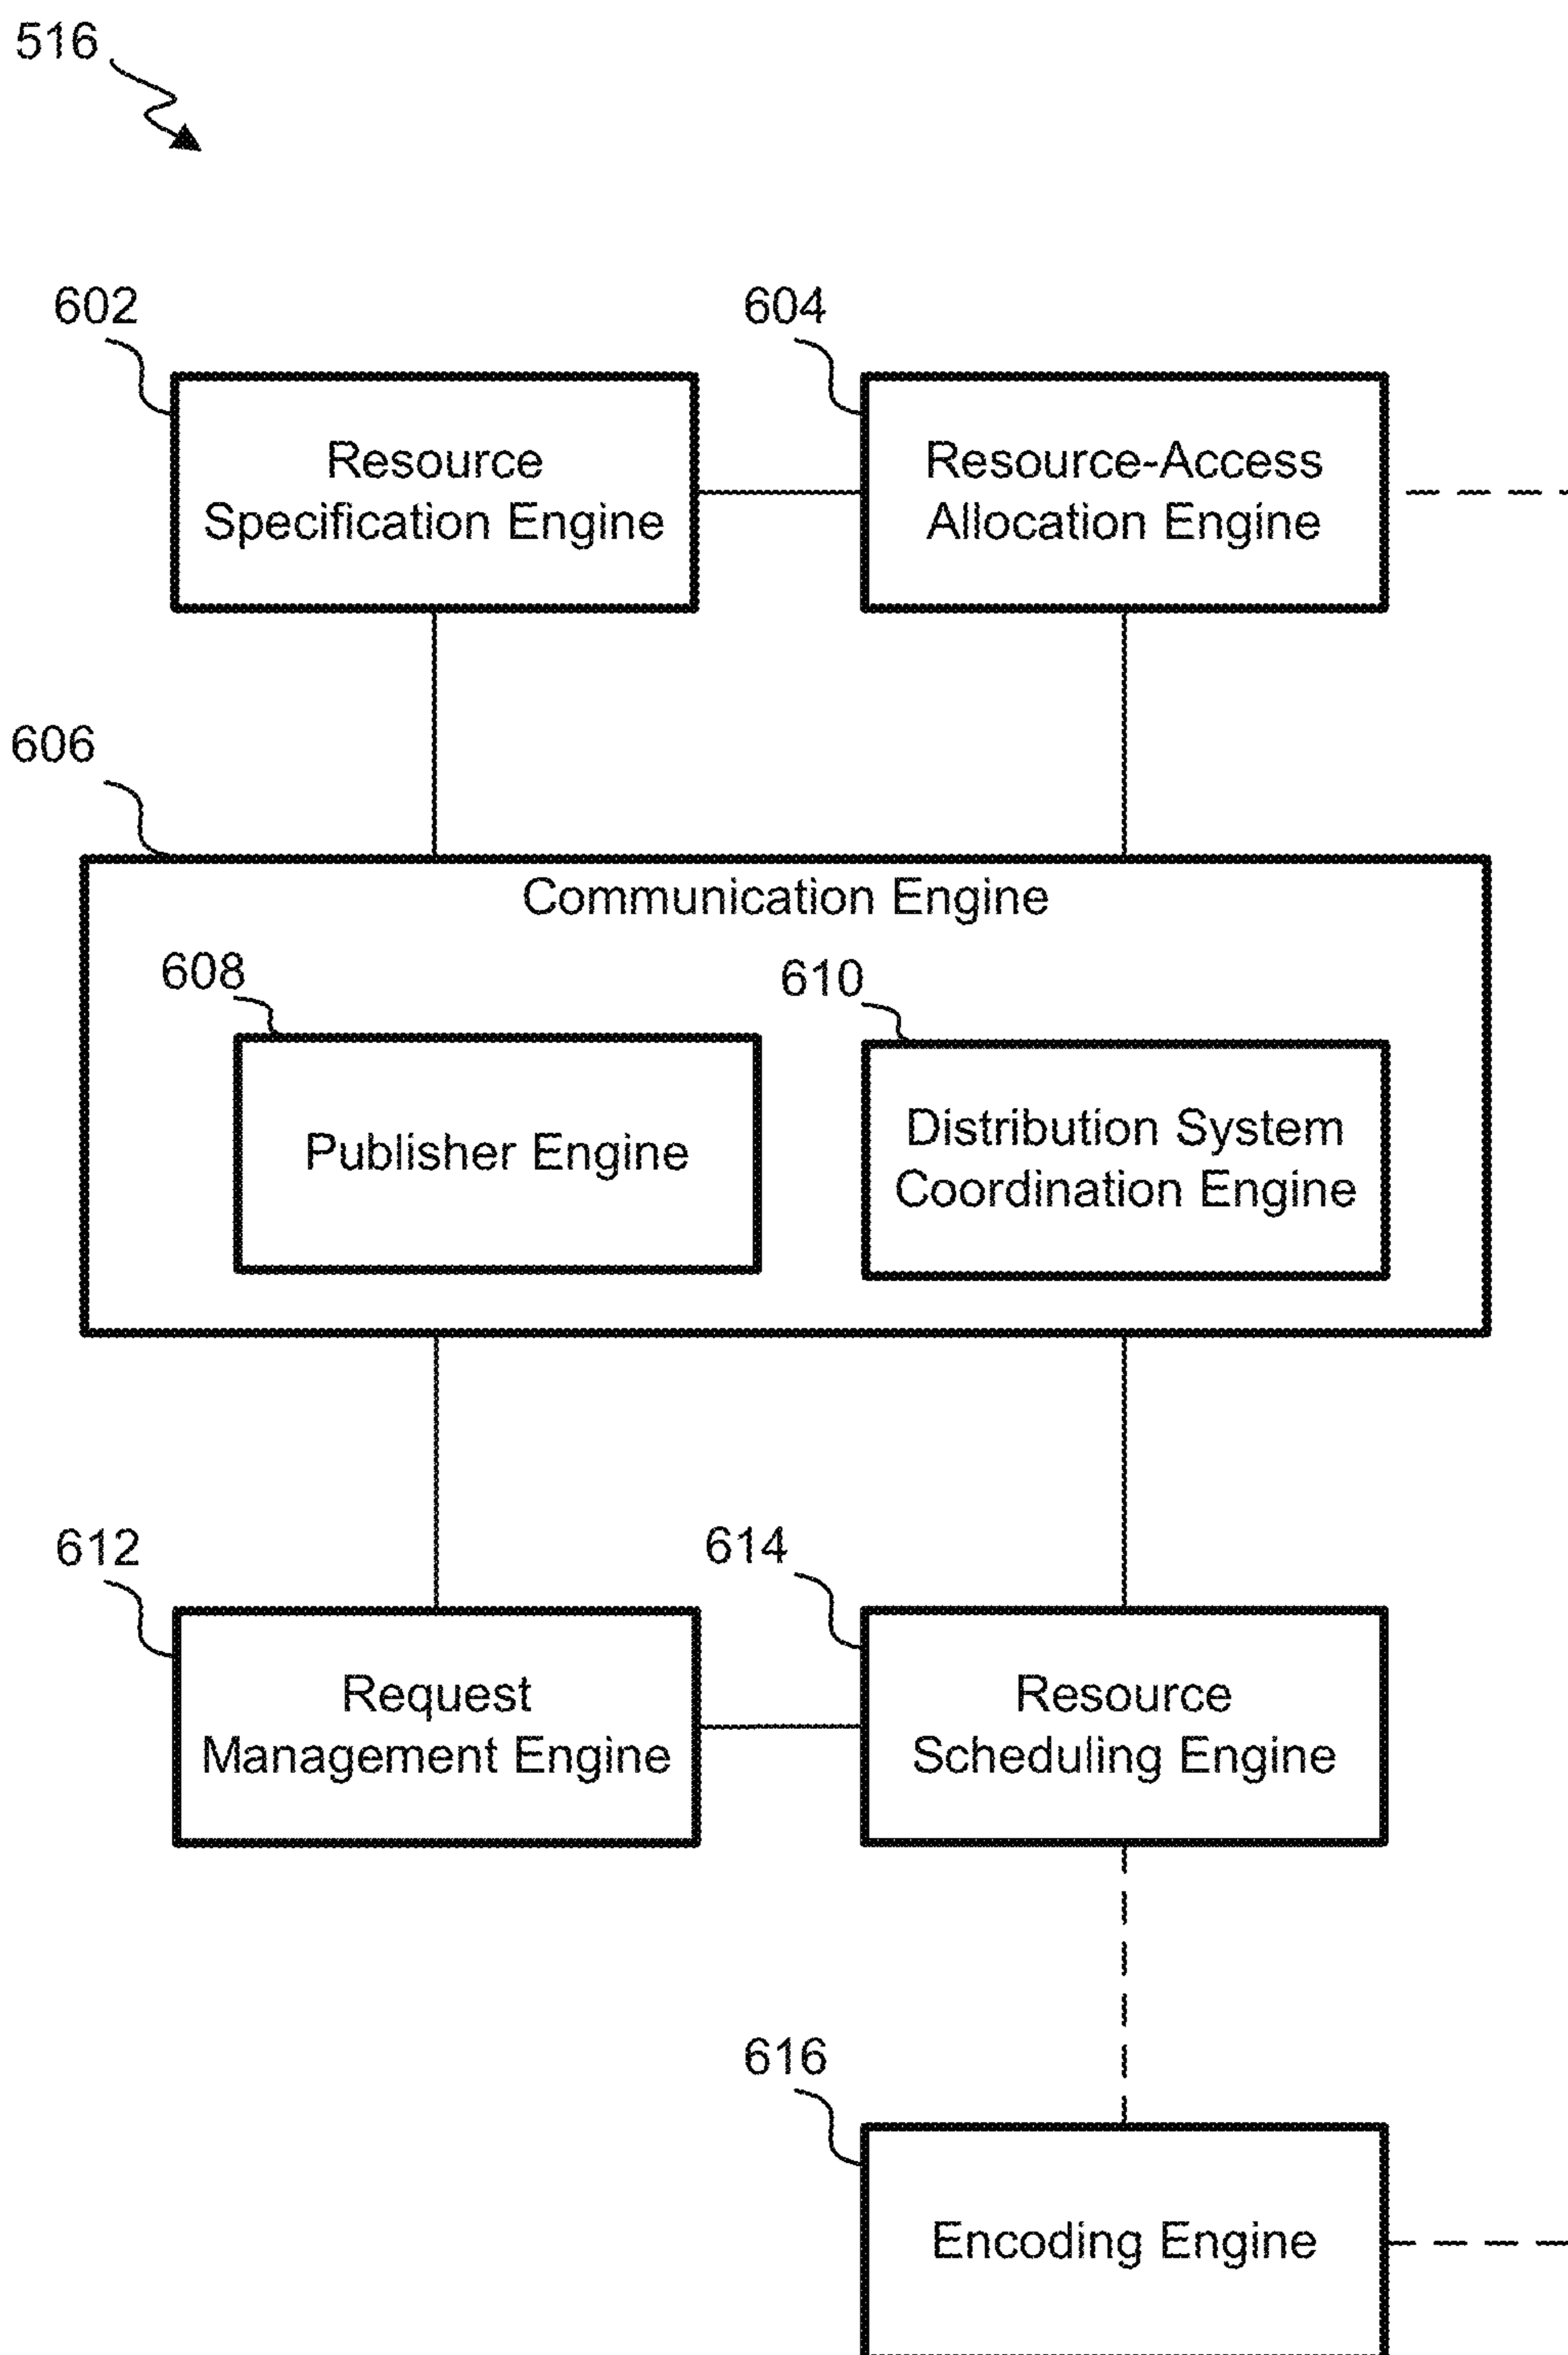 516
602
604
Resource
Specification Engine
Resource-Access
Allocation Engine
606
Communication Engine
608
610
Publisher Engine
Distribution System
Coordination Engine
612
614
Request
Management Engine
Resource
Scheduling Engine
616
Encoding Engine